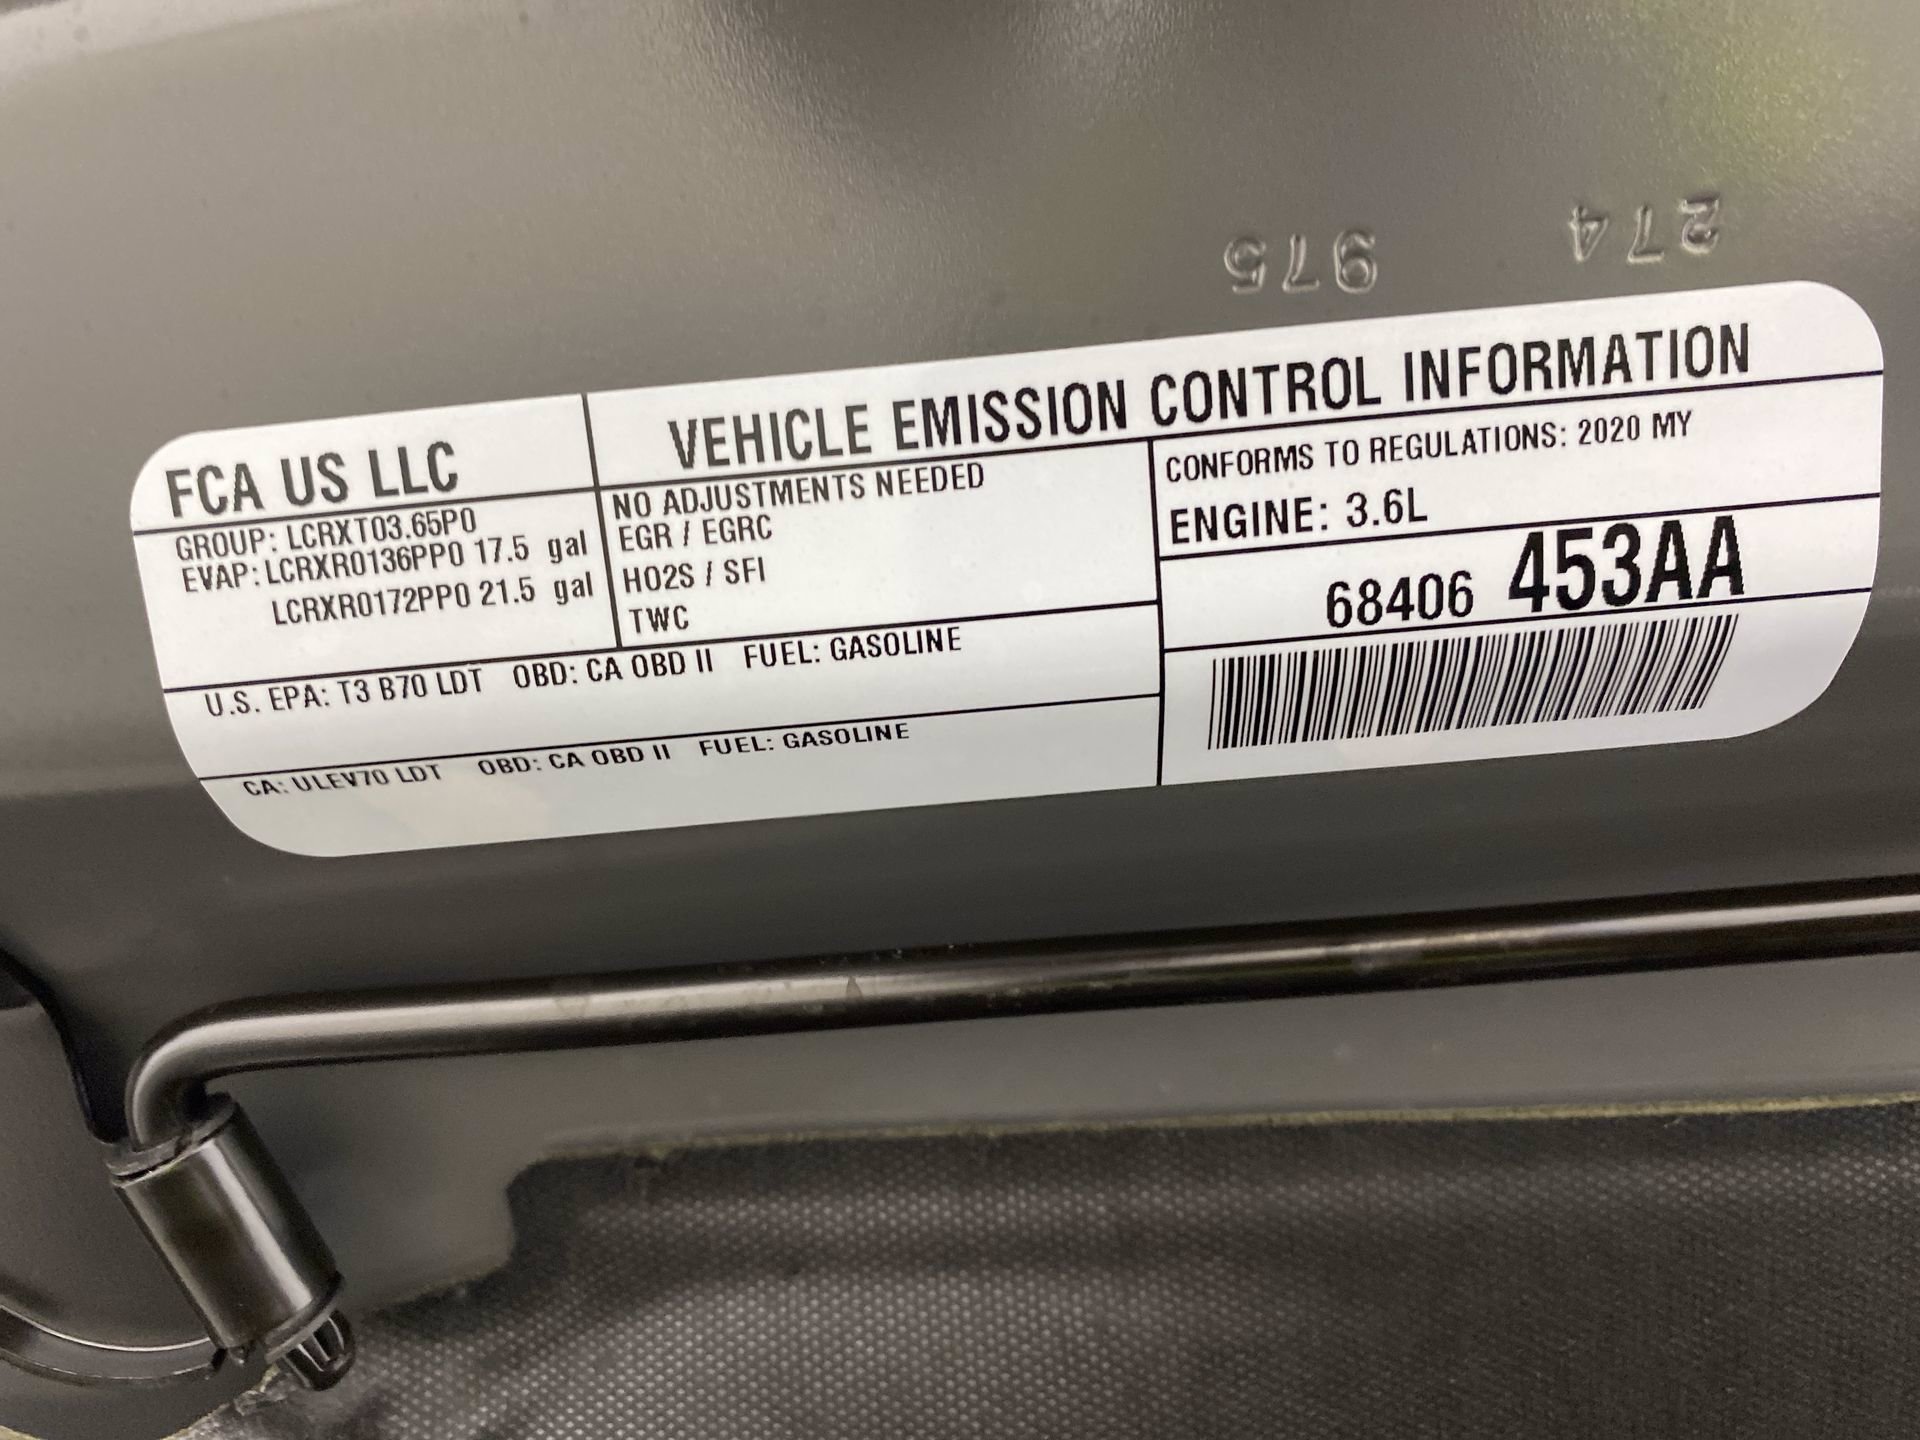 975 274
FCA US LLC
VEHICLE EMISSION CONTROL INFORMATION
GROUP: LCRXT03.65P0
EVAP: LCRXR0136PP0 17.5 gal
LCRXR0172PP0 21.5 gal
NO ADJUSTMENTS NEEDED
EGR / EGRC
HO2S / SFI
TWC
CONFORMS TO REGULATIONS: 2020 MY
ENGINE: 3.6L
68406 453AA
U.S. EPA: T3 B70 LDT OBD: CA OBD II FUEL: GASOLINE
CA: ULEV70 LDT OBD: CA OBD II FUEL: GASOLINE